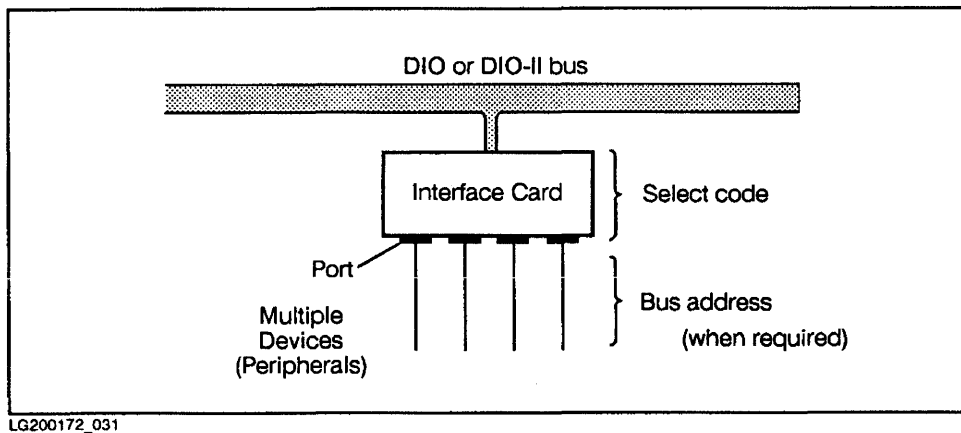 DIO or DIO-II bus
Interface Card
Select code
Port
Multiple
Devices
(Peripherals)
Bus address
(when required)
LG200172_031